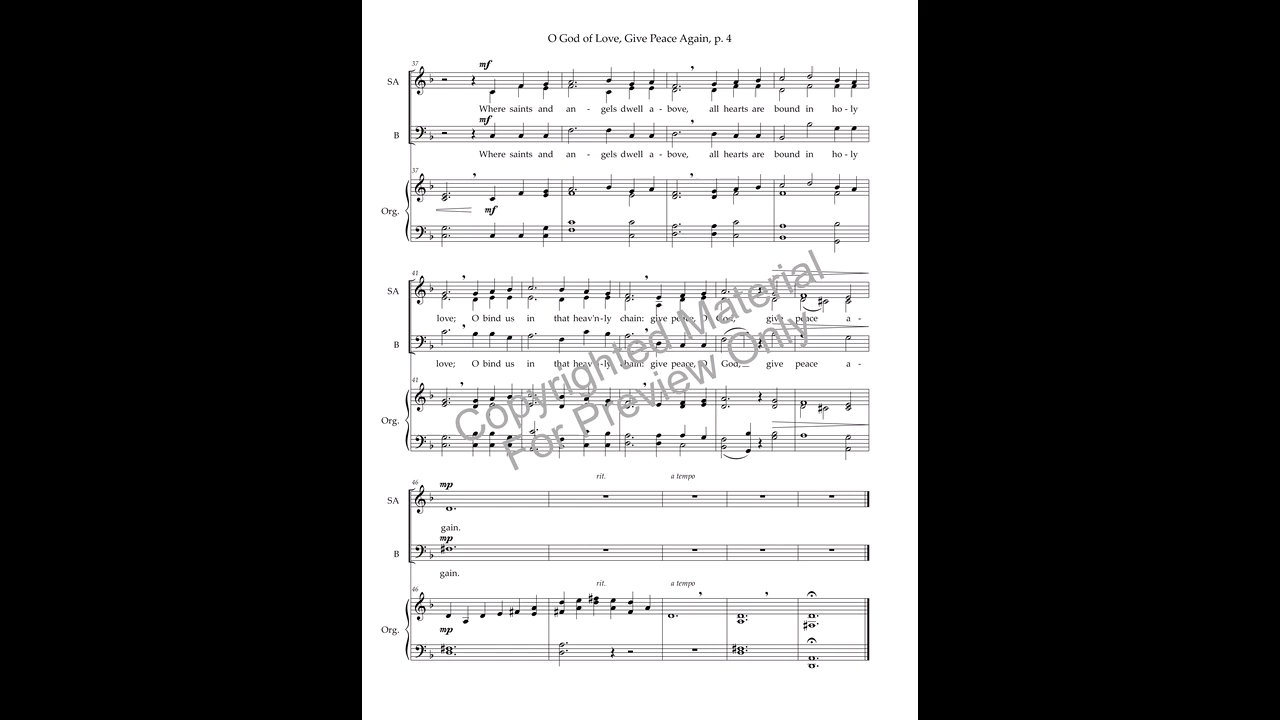 O God of Love, Give Peace Again, p. 4
37
mf
SA
Where saints and an - gels dwell a - bove, all hearts are bound in ho - ly
mf
B
Where saints and an - gels dwell a - bove, all hearts are bound in ho - ly
37
Org.
mf
41
SA
love; O bind us in that heav'n-ly chain: give peace, O God, give peace a -
B
love; O bind us in that heav'n-ly chain: give peace, O God, give peace a -
41
Org.
Copyrighted Material
For Preview Only
46
mp
rit. a tempo
SA
gain.
mp
B
gain.
46
rit. a tempo
Org.
mp